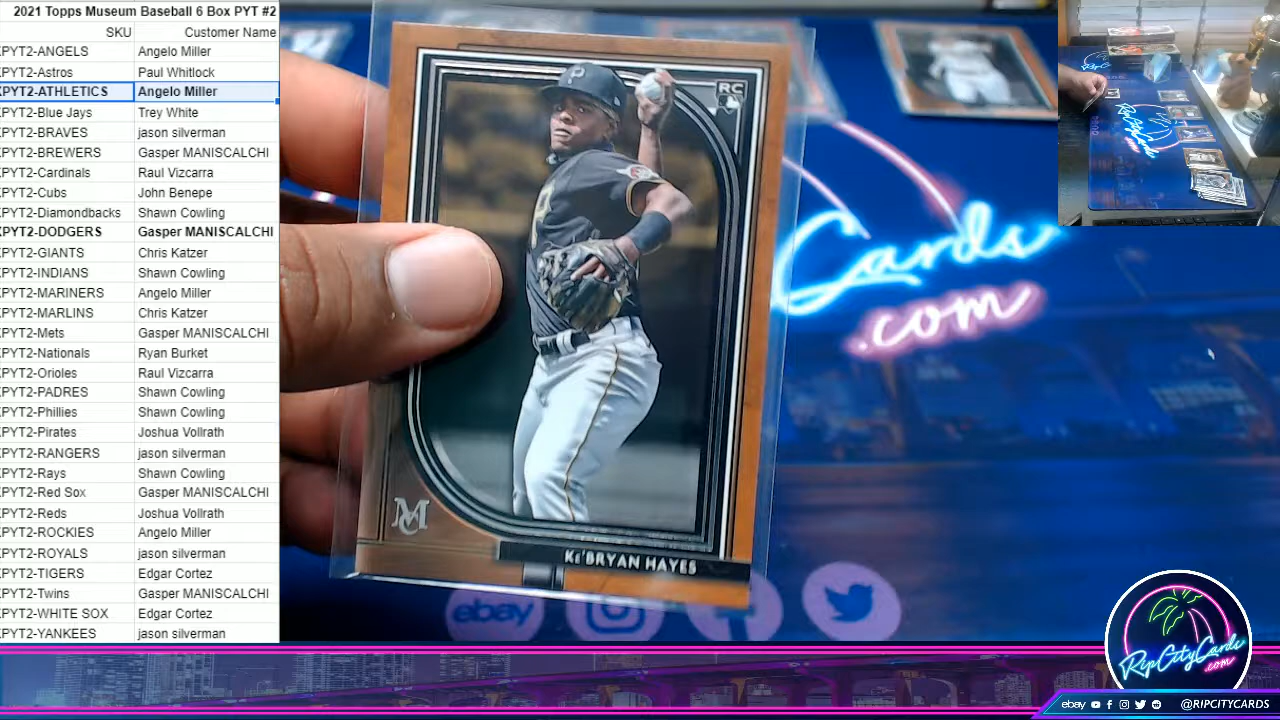 2021 Topps Museum Baseball 6 Box PYT #2
SKU Customer Name
PYT2-ANGELS Angelo Miller
PYT2-Astros Paul Whitlock
PYT2-ATHLETICS Angelo Miller
PYT2-Blue Jays Trey White
PYT2-BRAVES jason silverman
PYT2-BREWERS Gasper MANISCALCHI
PYT2-Cardinals Raul Vizcarra
PYT2-Cubs John Benepe
PYT2-Diamondbacks Shawn Cowling
PYT2-DODGERS Gasper MANISCALCHI
PYT2-GIANTS Chris Katzer
PYT2-INDIANS Shawn Cowling
PYT2-MARINERS Angelo Miller
PYT2-MARLINS Chris Katzer
PYT2-Mets Gasper MANISCALCHI
PYT2-Nationals Ryan Burket
PYT2-Orioles Raul Vizcarra
PYT2-PADRES Shawn Cowling
PYT2-Phillies Shawn Cowling
PYT2-Pirates Joshua Vollrath
PYT2-RANGERS jason silverman
PYT2-Rays Shawn Cowling
PYT2-Red Sox Gasper MANISCALCHI
PYT2-Reds Joshua Vollrath
PYT2-ROCKIES Angelo Miller
PYT2-ROYALS jason silverman
PYT2-TIGERS Edgar Cortez
PYT2-Twins Gasper MANISCALCHI
PYT2-WHITE SOX Edgar Cortez
PYT2-YANKEES jason silverman
P
RC
MC
KE'BRYAN HAYES
Cards
.com
ebay
RipCityCards
.com
ebay @RIPCITYCARDS